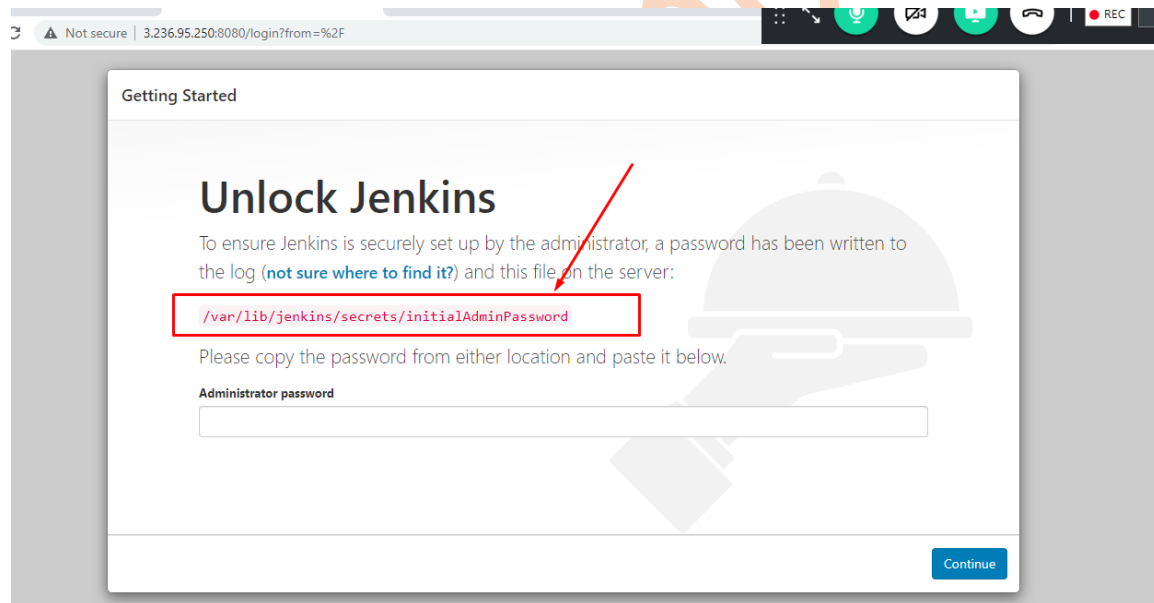 Not secure | 3.236.95.250:8080/login?from=%2F
REC
Getting Started
Unlock Jenkins
To ensure Jenkins is securely set up by the administrator, a password has been written to
the log (not sure where to find it?) and this file on the server:
/var/lib/jenkins/secrets/initialAdminPassword
Please copy the password from either location and paste it below.
Administrator password
Continue